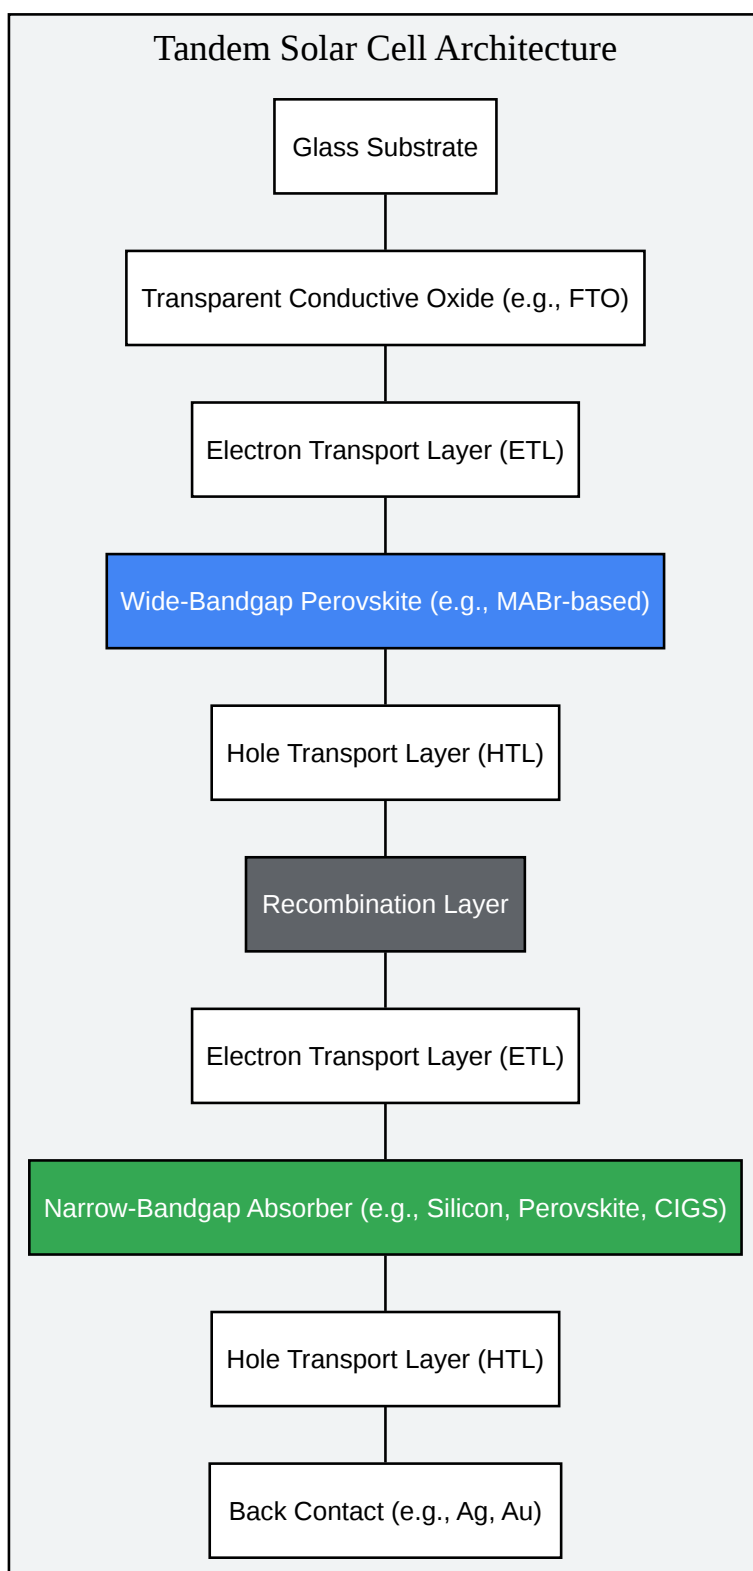 Tandem Solar Cell Architecture
Glass Substrate
Transparent Conductive Oxide (e.g., FTO)
Electron Transport Layer (ETL)
Wide-Bandgap Perovskite (e.g., MABr-based)
Hole Transport Layer (HTL)
Recombination Layer
Electron Transport Layer (ETL)
Narrow-Bandgap Absorber (e.g., Silicon, Perovskite, CIGS)
Hole Transport Layer (HTL)
Back Contact (e.g., Ag, Au)